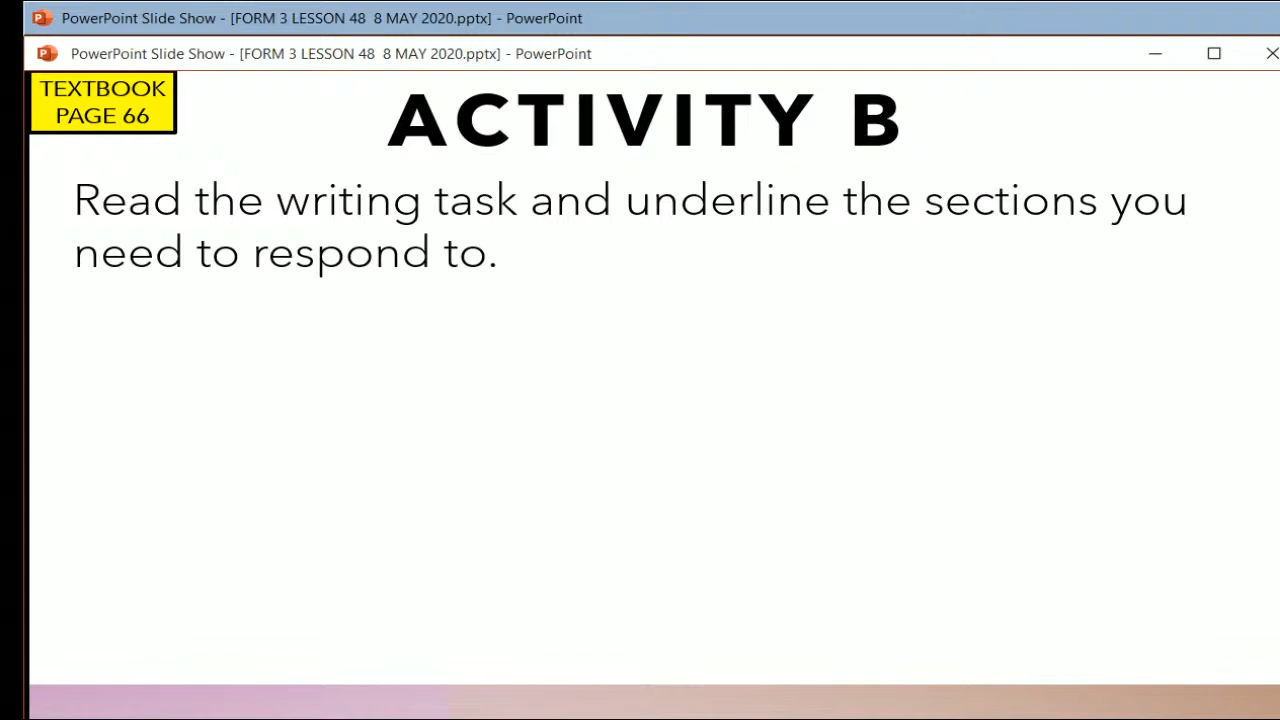 PowerPoint Slide Show - [FORM 3 LESSON 48  8 MAY 2020.pptx] - PowerPoint
PowerPoint Slide Show - [FORM 3 LESSON 48  8 MAY 2020.pptx] - PowerPoint
TEXTBOOK
PAGE 66
ACTIVITY B
Read the writing task and underline the sections you
need to respond to.